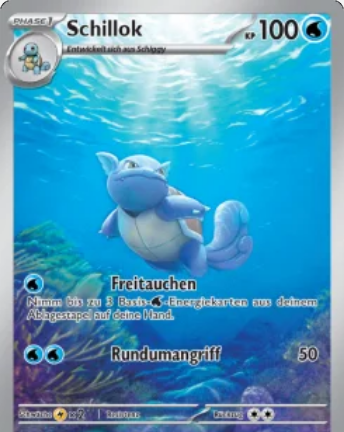 PHASE 1
Schillok
KP 100
Entwickelt sich aus Schiggy
Freitauchen
Nimm bis zu 3 Basis- -Energiekarten aus deinem
Ablagestapel auf deine Hand.
Rundumangriff 50
Schwäche ×2 Resistenz Rückzug